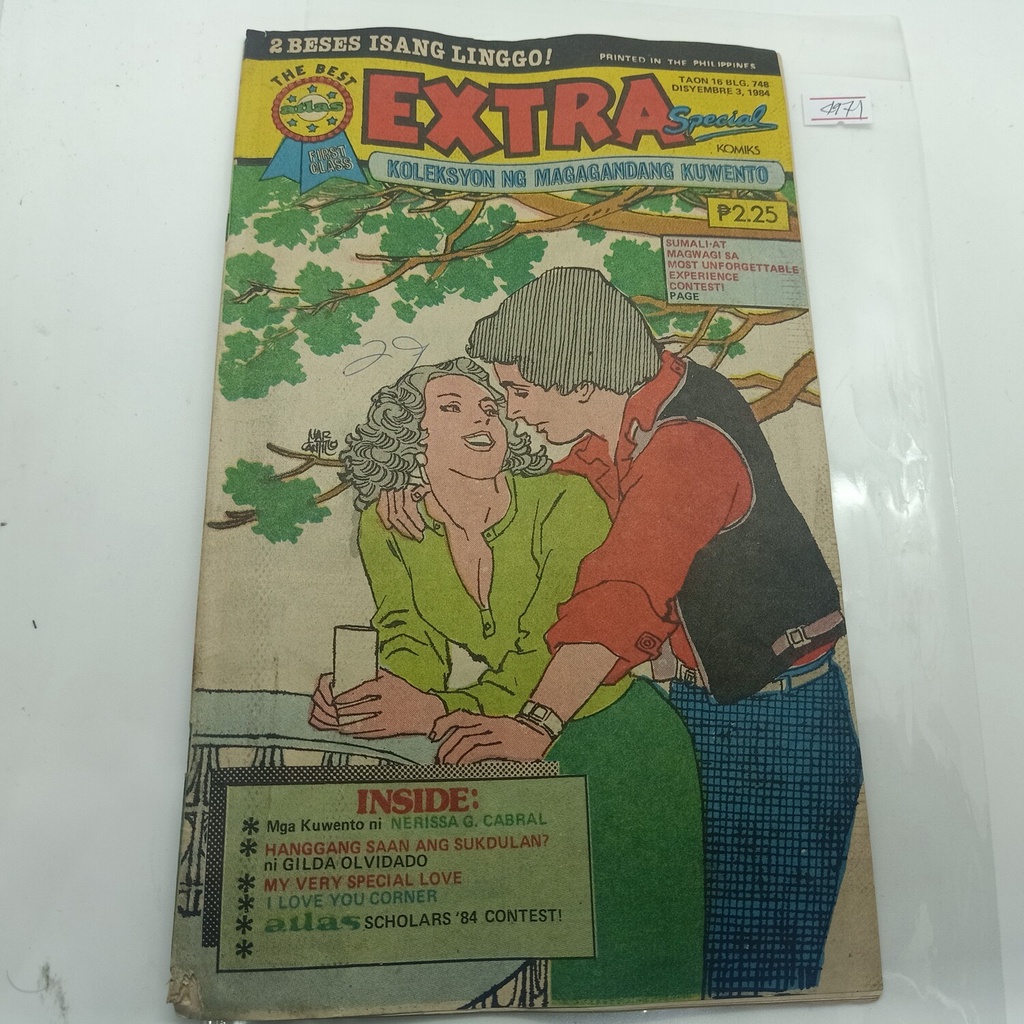 2 BESES ISANG LINGGO!
PRINTED IN THE PHILIPPINES
THE BEST
atlas
FIRST CLASS
EXTRA
Special
KOMIKS
TAON 16 BLG. 748
DISYEMBRE 3, 1984
KOLEKSYON NG MAGAGANDANG KUWENTO
₱2.25
SUMALI AT
MAGWAGI SA
MOST UNFORGETTABLE
EXPERIENCE
CONTEST!
PAGE
29
MAR
INSIDE:
* Mga Kuwento ni NERISSA G. CABRAL
* HANGGANG SAAN ANG SUKDULAN?
ni GILDA OLVIDADO
* MY VERY SPECIAL LOVE
* I LOVE YOU CORNER
* atlas SCHOLARS '84 CONTEST!
*